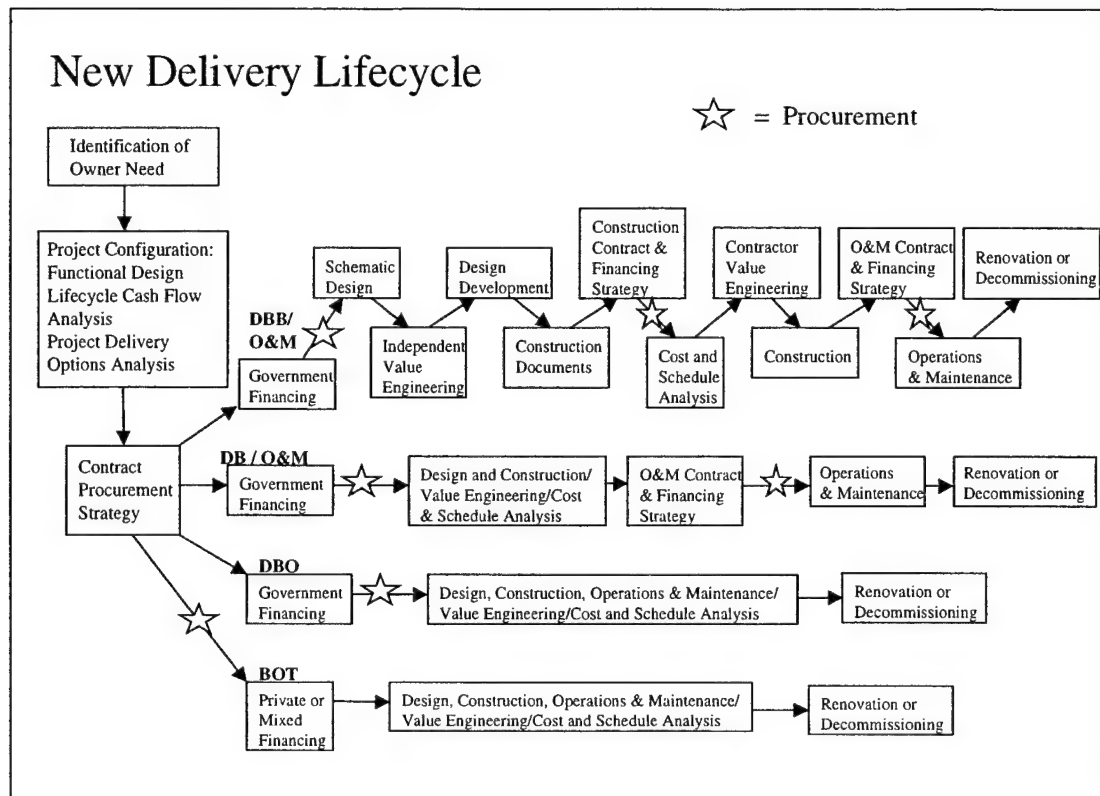 New Delivery Lifecycle
= Procurement
Identification of
Owner Need
Project Configuration:
Functional Design
Lifecycle Cash Flow
Analysis
Project Delivery
Options Analysis
Contract
Procurement
Strategy
DBB/
O&M
Government
Financing
Schematic
Design
Independent
Value
Engineering
Design
Development
Construction
Documents
Construction
Contract &
Financing
Strategy
Cost and
Schedule
Analysis
Contractor
Value
Engineering
Construction
O&M Contract
& Financing
Strategy
Operations
& Maintenance
Renovation or
Decommissioning
DB / O&M
Government
Financing
Design and Construction/
Value Engineering/Cost
& Schedule Analysis
O&M Contract
& Financing
Strategy
Operations
& Maintenance
Renovation or
Decommissioning
DBO
Government
Financing
Design, Construction, Operations & Maintenance/
Value Engineering/Cost and Schedule Analysis
Renovation or
Decommissioning
BOT
Private or
Mixed
Financing
Design, Construction, Operations & Maintenance/
Value Engineering/Cost and Schedule Analysis
Renovation or
Decommissioning